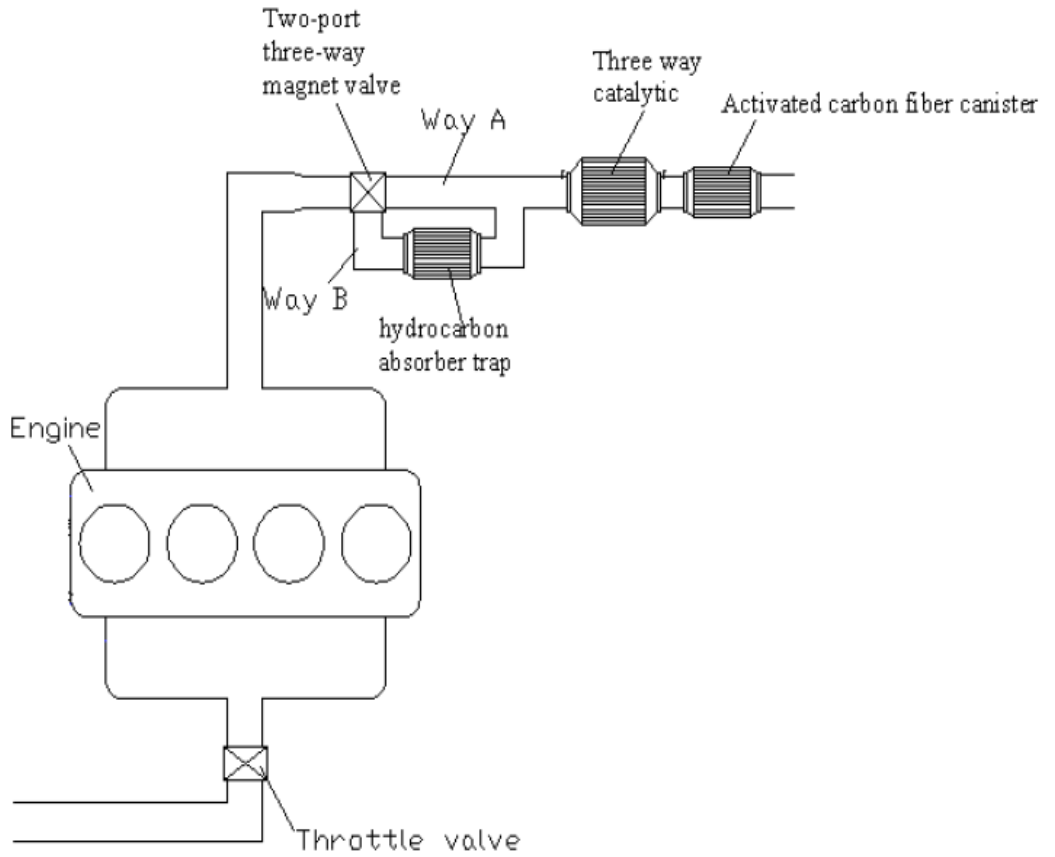 Two-port
three-way
magnet valve
Three way
catalytic
Activated carbon fiber canister
Way A
Way B
hydrocarbon
absorber trap
Engine
Throttle valve